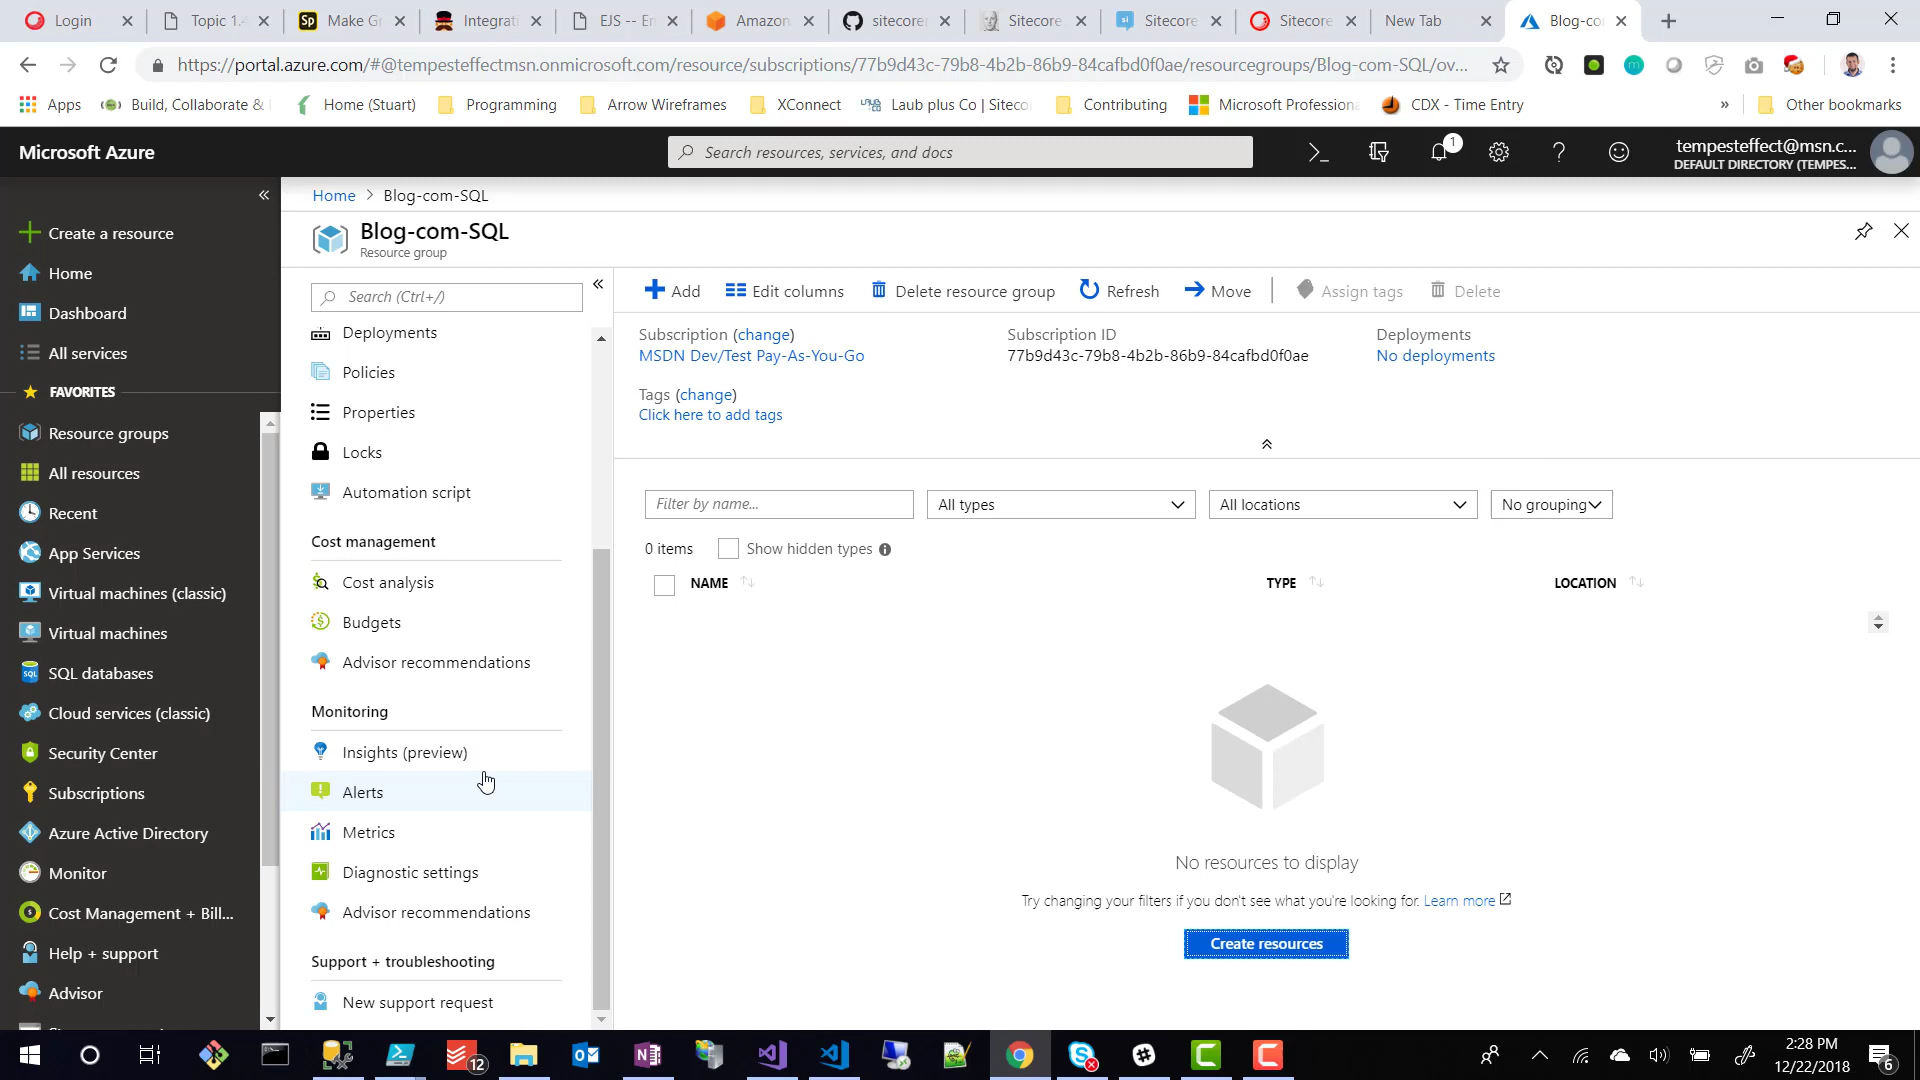 Login
Topic 1.4
Make Gr
Integrat
EJS -- Em
Amazon
sitecore
Sitecore
Sitecore
Sitecore
New Tab
Blog-co
https://portal.azure.com/#@tempesteffectmsn.onmicrosoft.com/resource/subscriptions/77b9d43c-79b8-4b2b-86b9-84cafbd0f0ae/resourcegroups/Blog-com-SQL/ov...
Apps
Build, Collaborate &
Home (Stuart)
Programming
Arrow Wireframes
XConnect
Laub plus Co | Siteco
Contributing
Microsoft Professiona
CDX - Time Entry
»
Other bookmarks
Microsoft Azure
Search resources, services, and docs
1
tempesteffect@msn.c...
DEFAULT DIRECTORY (TEMPES...
Create a resource
Home
Dashboard
All services
FAVORITES
Resource groups
All resources
Recent
App Services
Virtual machines (classic)
Virtual machines
SQL databases
Cloud services (classic)
Security Center
Subscriptions
Azure Active Directory
Monitor
Cost Management + Bill...
Help + support
Advisor
Home > Blog-com-SQL
Blog-com-SQL
Resource group
Search (Ctrl+/)
Deployments
Policies
Properties
Locks
Automation script
Cost management
Cost analysis
Budgets
Advisor recommendations
Monitoring
Insights (preview)
Alerts
Metrics
Diagnostic settings
Advisor recommendations
Support + troubleshooting
New support request
Add
Edit columns
Delete resource group
Refresh
Move
Assign tags
Delete
Subscription (change)
MSDN Dev/Test Pay-As-You-Go
Subscription ID
77b9d43c-79b8-4b2b-86b9-84cafbd0f0ae
Deployments
No deployments
Tags (change)
Click here to add tags
Filter by name...
All types
All locations
No grouping
0 items
Show hidden types
NAME
TYPE
LOCATION
No resources to display
Try changing your filters if you don't see what you're looking for. Learn more
Create resources
12
2:28 PM
12/22/2018
6